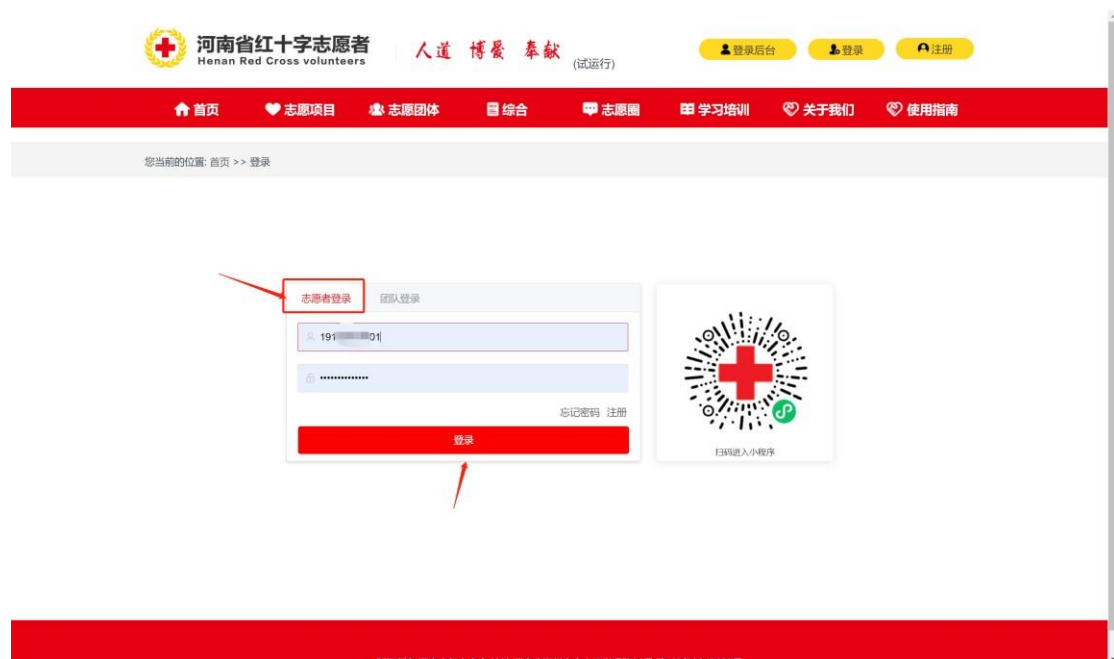 河南省红十字志愿者
Henan Red Cross volunteers
人道 博爱 奉献
(试运行)
登录后台
登录
注册
首页 志愿项目 志愿团体 综合 志愿圈 学习培训 关于我们 使用指南
您当前的位置: 首页 >> 登录
志愿者登录 团队登录
191 01
忘记密码 注册
登录
扫码进入小程序